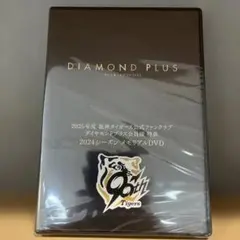 DIAMOND PLUS
2025年度 阪神タイガース公式ファンクラブ
ダイヤモンドプラス会員様 特典
2024シーズン メモリアルDVD
Tigers